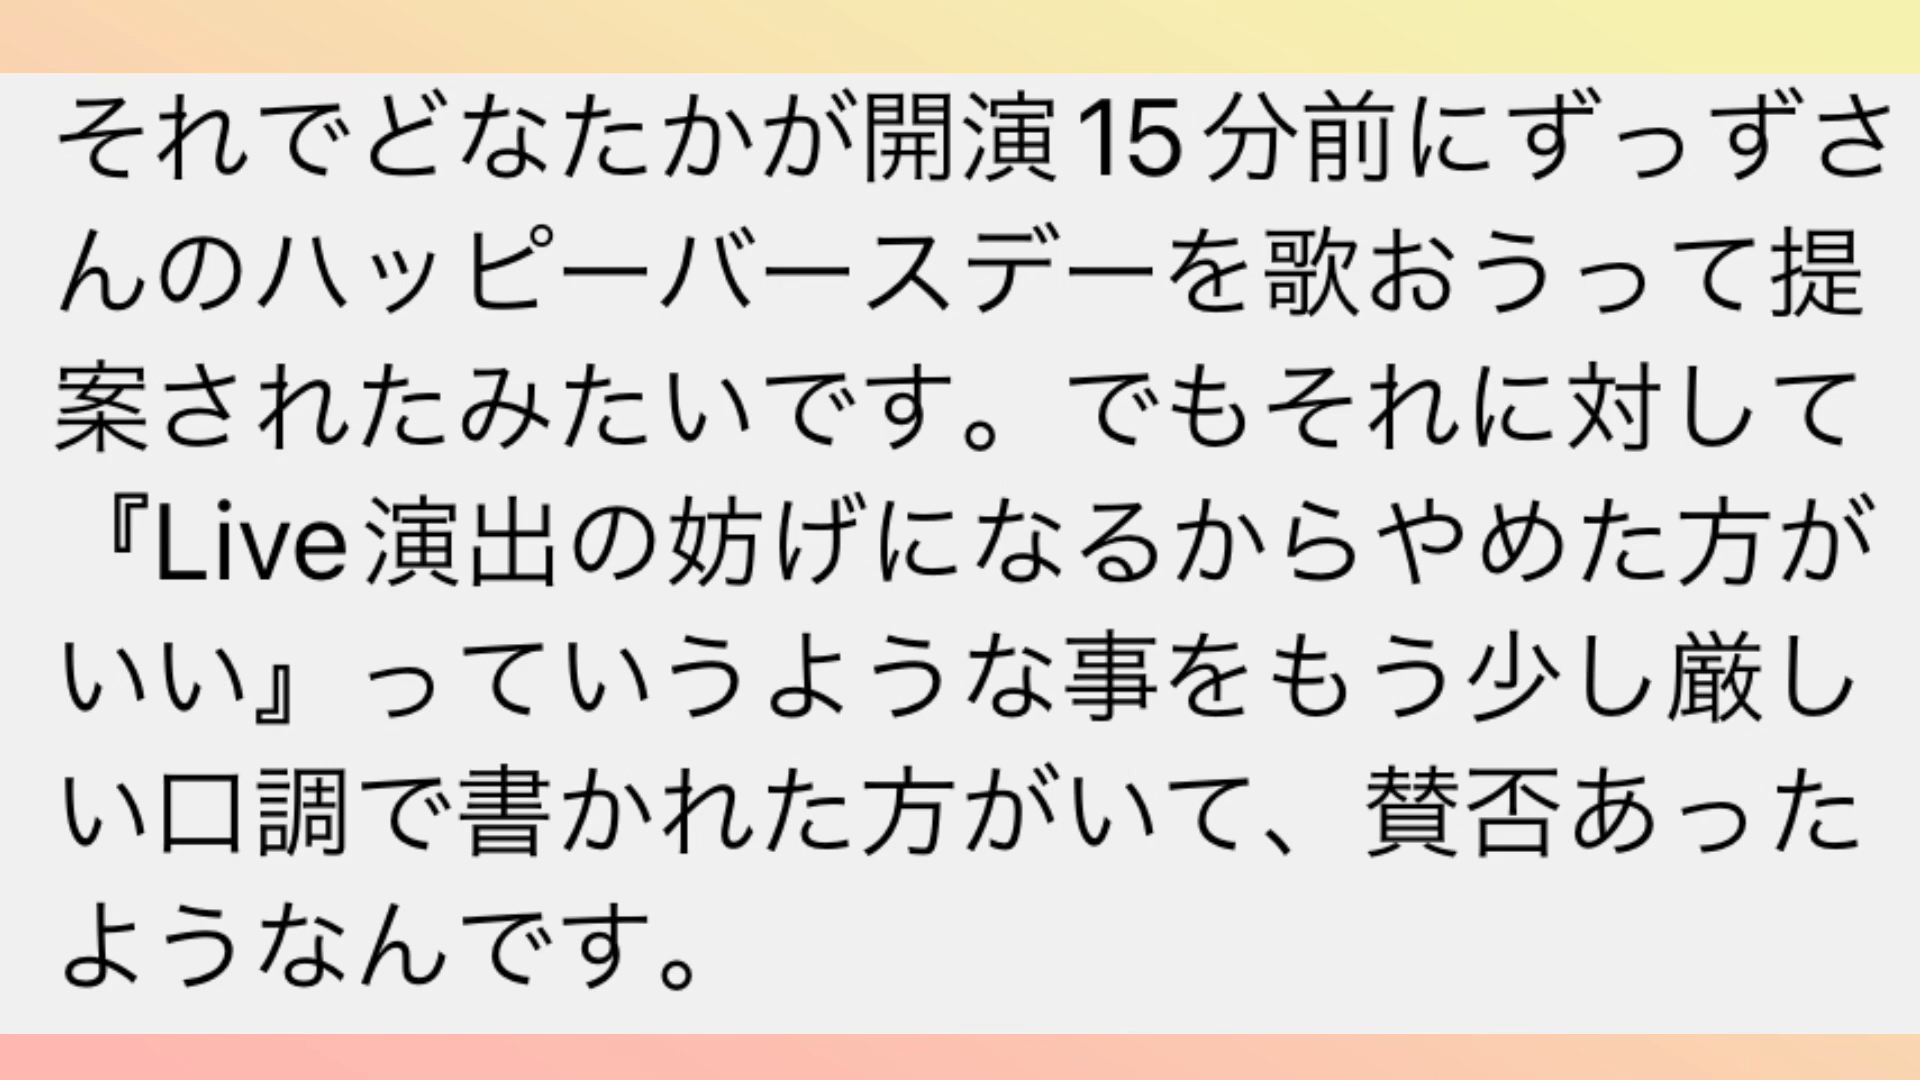 それでどなたかが開演15分前にずっずさ
んのハッピーバースデーを歌おうって提
案されたみたいです。でもそれに対して
『Live演出の妨げになるからやめた方が
いい』っていうような事をもう少し厳し
い口調で書かれた方がいて、賛否あった
ようなんです。